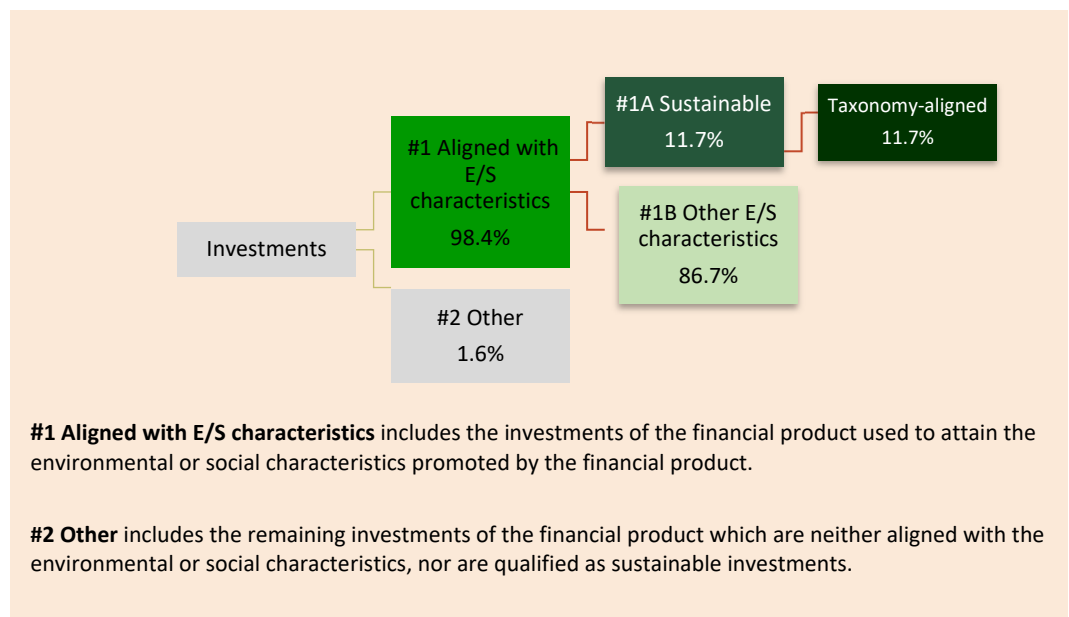 #1A Sustainable
11.7%
Taxonomy-aligned
11.7%
#1 Aligned with
E/S
characteristics
98.4%
#1B Other E/S
characteristics
86.7%
Investments
#2 Other
1.6%
#1 Aligned with E/S characteristics includes the investments of the financial product used to attain the
environmental or social characteristics promoted by the financial product.
#2 Other includes the remaining investments of the financial product which are neither aligned with the
environmental or social characteristics, nor are qualified as sustainable investments.